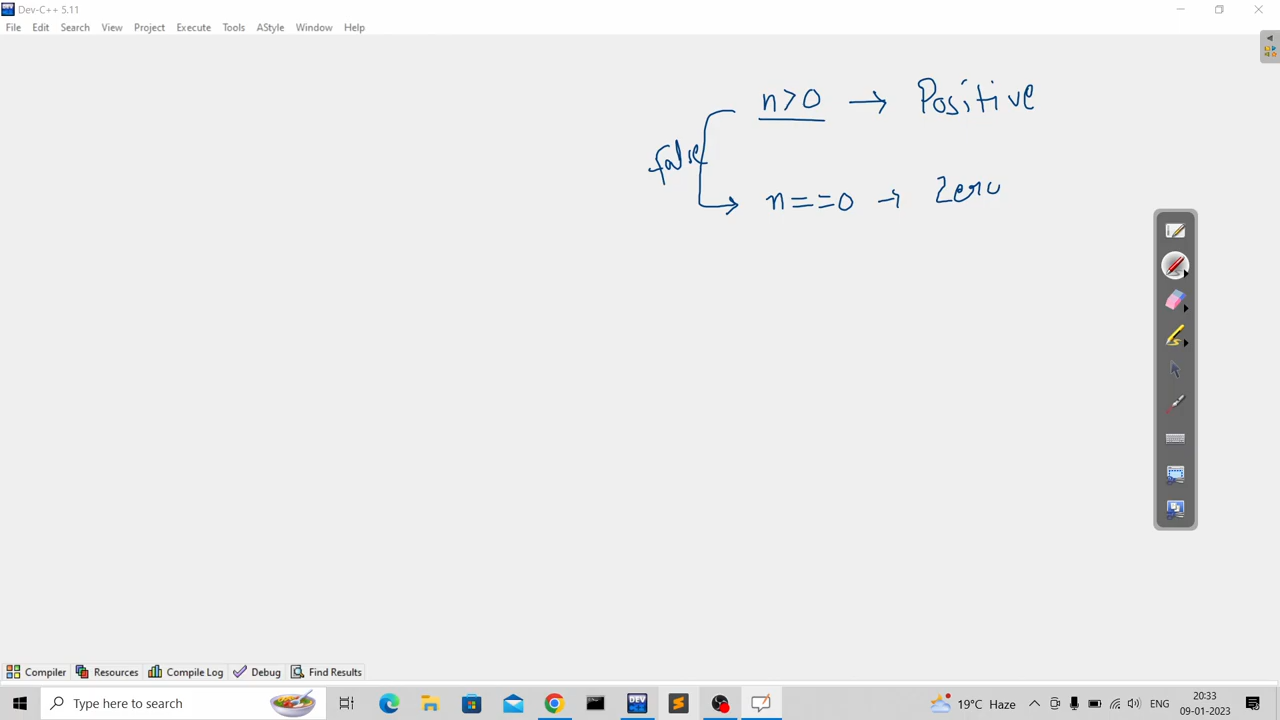 Dev-C++ 5.11
File Edit Search View Project Execute Tools AStyle Window Help
n>0 → Positive
false
n==0 → Zero
Compiler Resources Compile Log Debug Find Results
Type here to search
19°C Haze ENG 20:33
09-01-2023